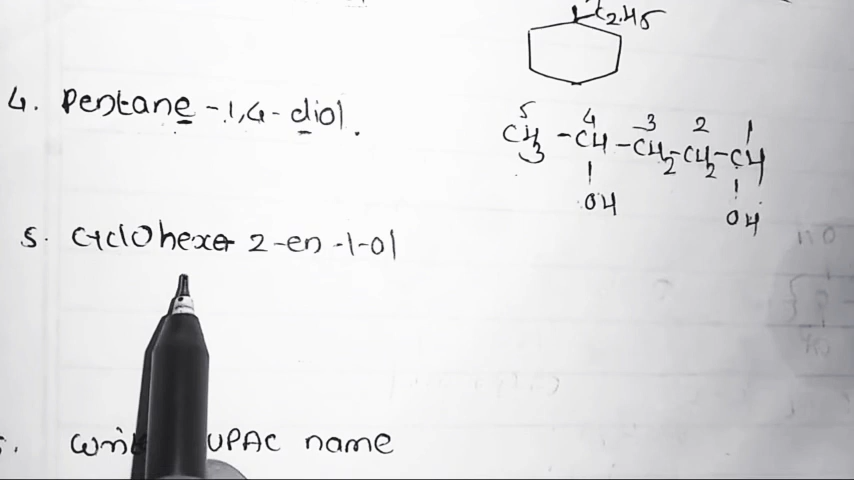 C2H5
4. Pentane - 1,4 - diol.
5 4 3 2 1
CH3 - CH - CH2 - CH2 - CH
OH OH
5. cyclohex 2-en-1-ol
UPAC name